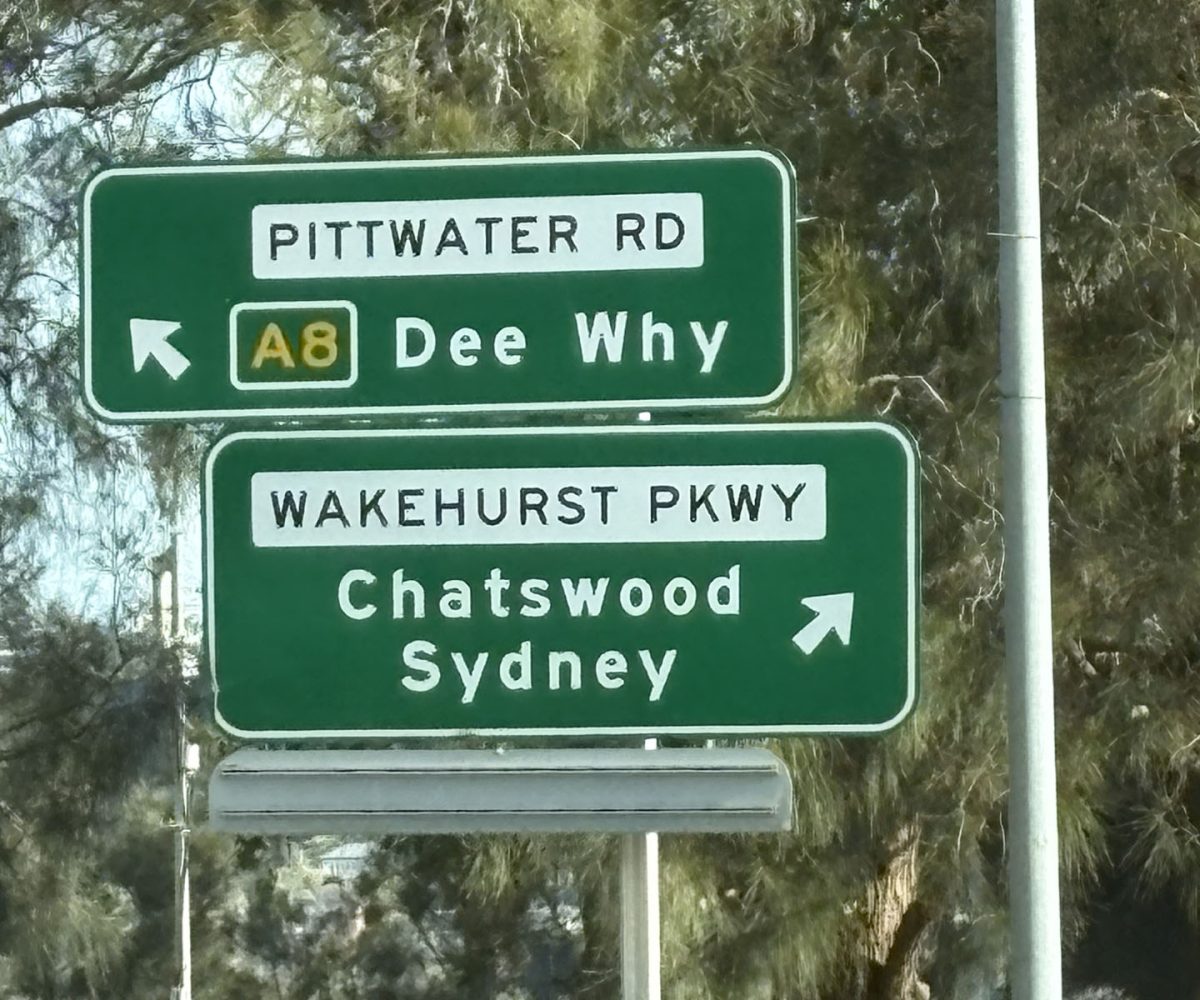 PITTWATER RD
A8 Dee Why
WAKEHURST PKWY
Chatswood
Sydney